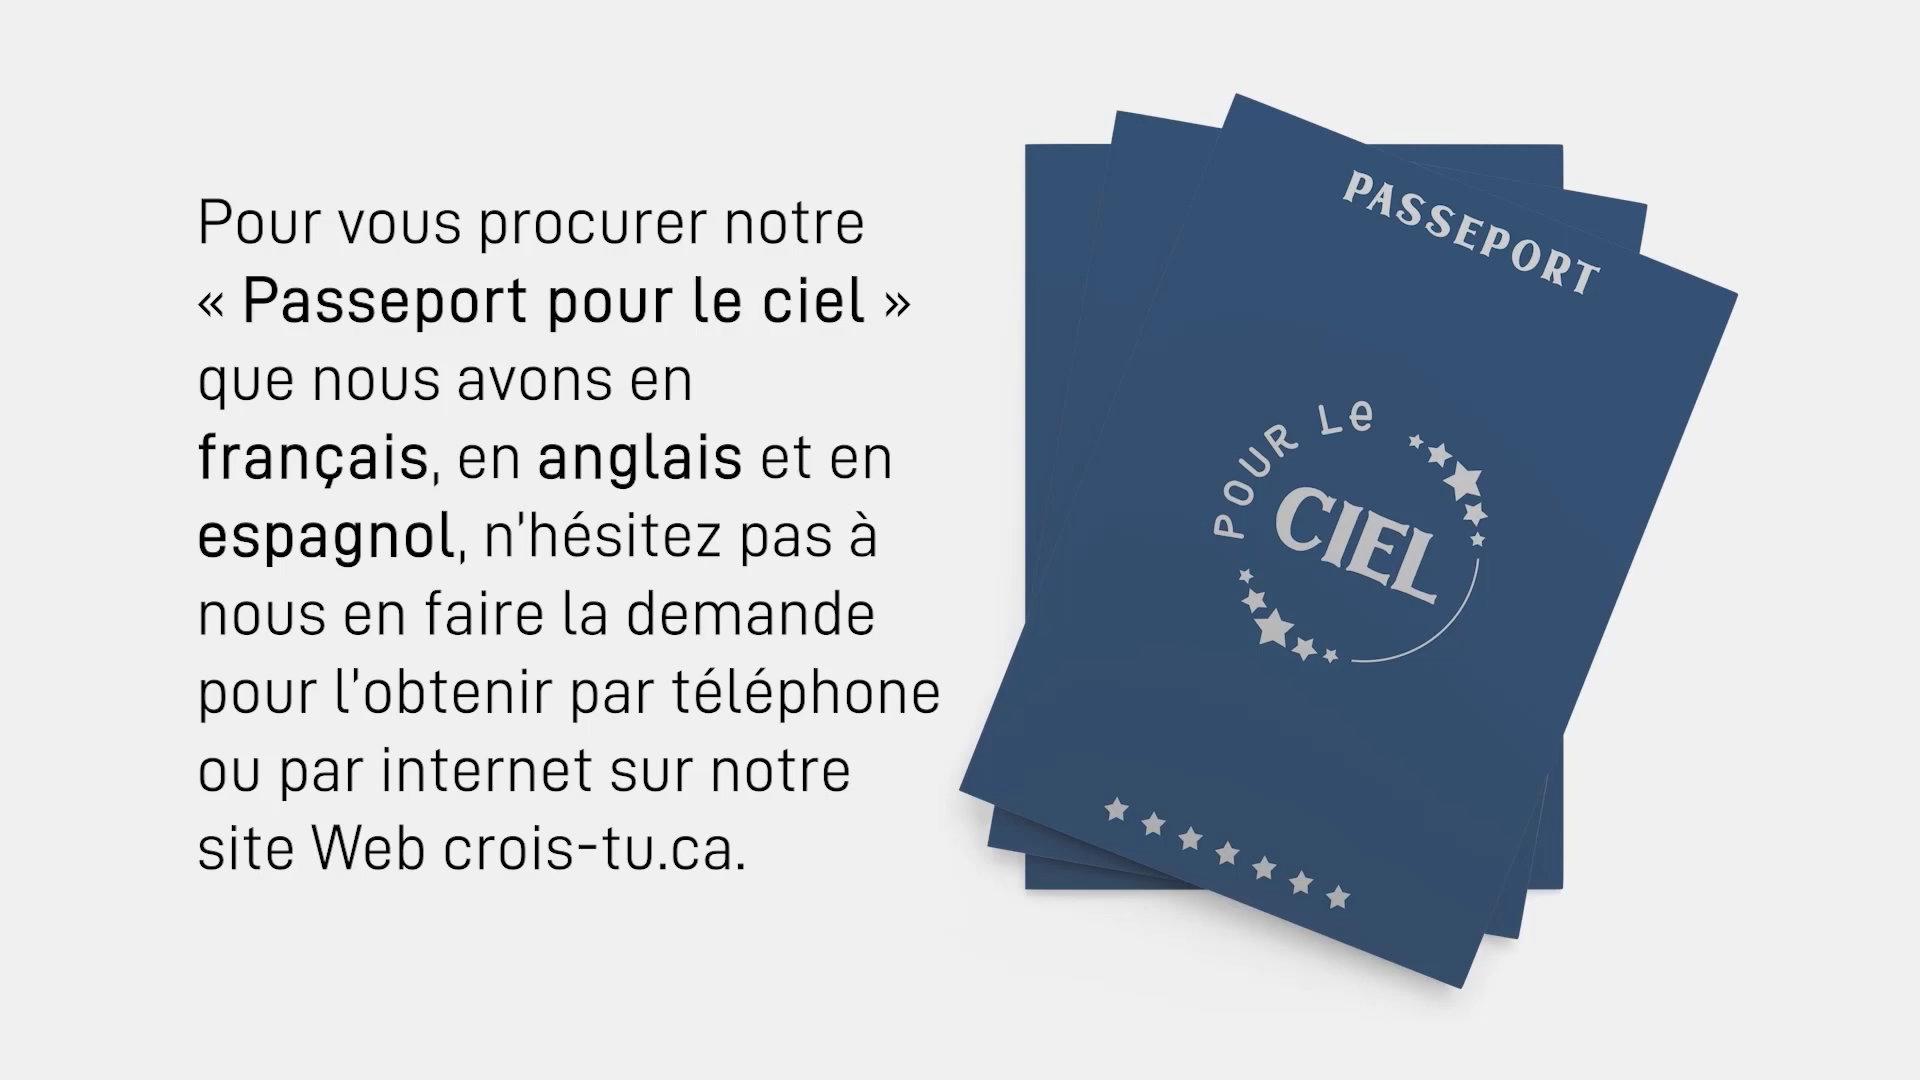 Pour vous procurer notre
« Passeport pour le ciel »
que nous avons en
français, en anglais et en
espagnol, n’hésitez pas à
nous en faire la demande
pour l’obtenir par téléphone
ou par internet sur notre
site Web crois-tu.ca.
PASSEPORT
POUR Le
CIEL